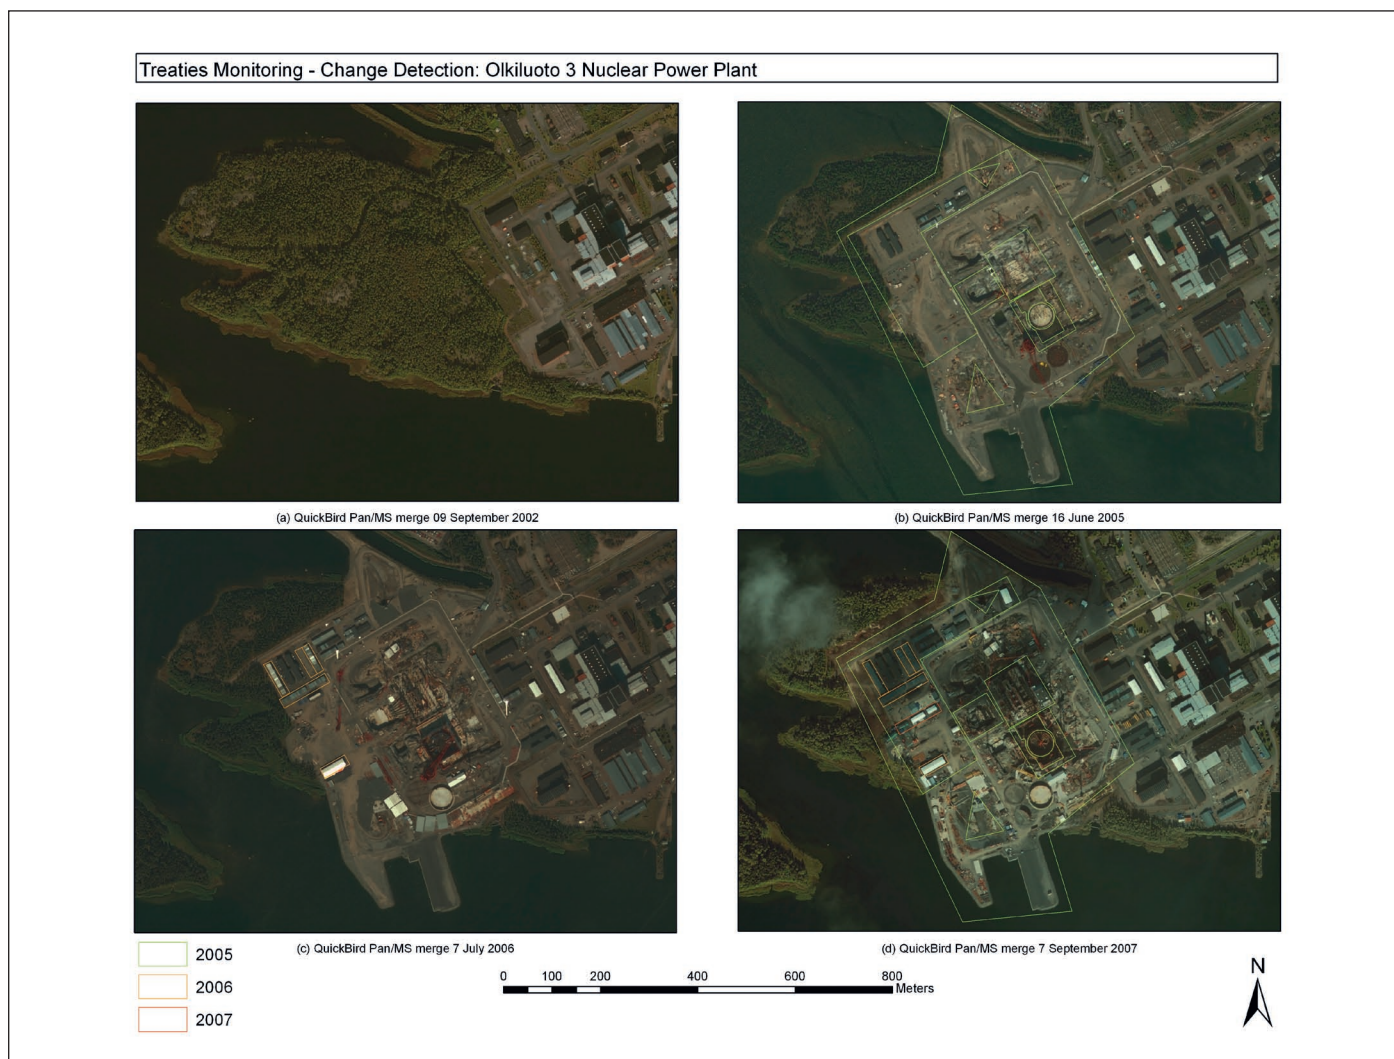 Treaties Monitoring - Change Detection: Olkiluoto 3 Nuclear Power Plant
(a) QuickBird Pan/MS merge 09 September 2002
(b) QuickBird Pan/MS merge 16 June 2005
(c) QuickBird Pan/MS merge 7 July 2006
(d) QuickBird Pan/MS merge 7 September 2007
2005
2006
2007
0 100 200 400 600 800
Meters
N